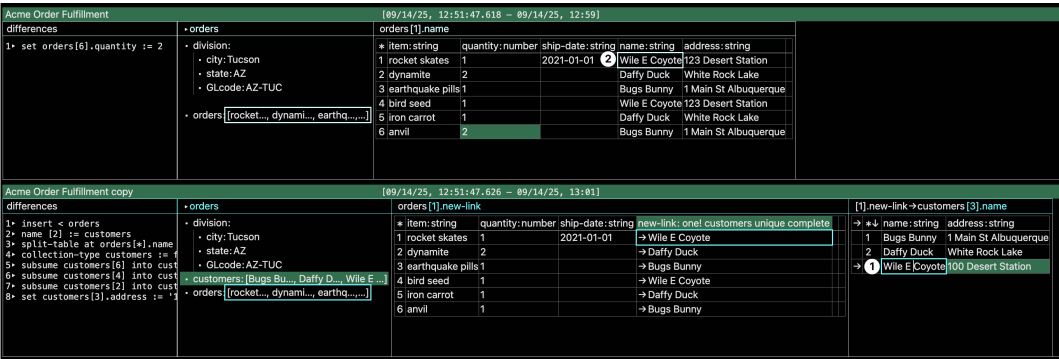 Acme Order Fulfillment [09/14/25, 12:51:47.618 – 09/14/25, 12:59]
differences ▸orders orders[1].name
1▸ set orders[6].quantity := 2
• division:
• city:Tucson
• state:AZ
• GLcode:AZ-TUC
• orders:[rocket..., dynami..., earthq...,...]
* item:string quantity:number ship-date:string name:string address:string
1 rocket skates 1 2021-01-01 2 Wile E Coyote 123 Desert Station
2 dynamite 2 Daffy Duck White Rock Lake
3 earthquake pills 1 Bugs Bunny 1 Main St Albuquerque
4 bird seed 1 Wile E Coyote 123 Desert Station
5 iron carrot 1 Daffy Duck White Rock Lake
6 anvil 2 Bugs Bunny 1 Main St Albuquerque
Acme Order Fulfillment copy [09/14/25, 12:51:47.626 – 09/14/25, 13:01]
differences ▸orders orders[1].new-link [1].new-link→customers[3].name
1▸ insert < orders
2▸ name [2] := customers
3▸ split-table at orders[*].name
4▸ collection-type customers := f
5▸ subsume customers[6] into cust
6▸ subsume customers[4] into cust
7▸ subsume customers[2] into cust
8▸ set customers[3].address := '1
• division:
• city:Tucson
• state:AZ
• GLcode:AZ-TUC
• customers:[Bugs Bu..., Daffy D..., Wile E ...]
• orders:[rocket..., dynami..., earthq...,...]
* item:string quantity:number ship-date:string new-link: one! customers unique complete
1 rocket skates 1 2021-01-01 →Wile E Coyote
2 dynamite 2 →Daffy Duck
3 earthquake pills 1 →Bugs Bunny
4 bird seed 1 →Wile E Coyote
5 iron carrot 1 →Daffy Duck
6 anvil 1 →Bugs Bunny
→ *↓ name:string address:string
1 Bugs Bunny 1 Main St Albuquerque
2 Daffy Duck White Rock Lake
→ 1 Wile E Coyote 100 Desert Station